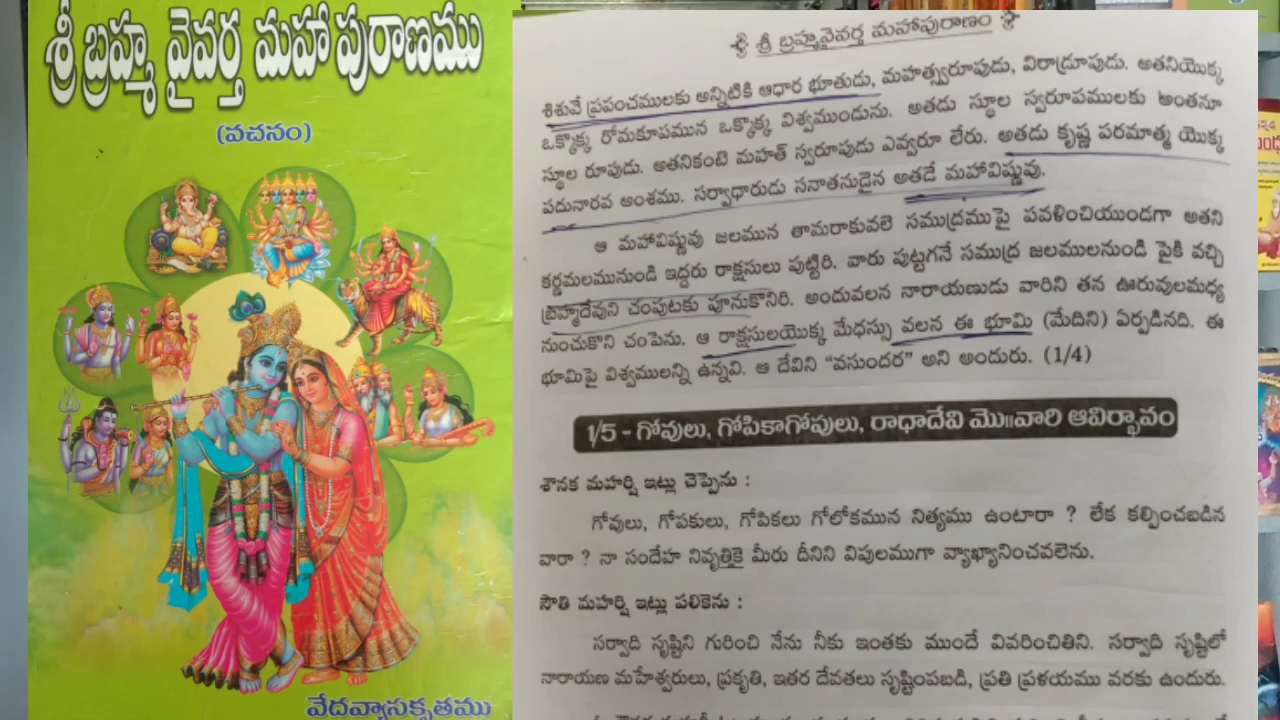 శ్రీ బ్రహ్మ వైవర్త మహాపురాణము
(వచనం)
వేదవ్యాసకృతము
శ్రీ బ్రహ్మవైవర్త మహాపురాణం
శిశువే ప్రపంచములకు అన్నిటికి ఆధార భూతుడు, మహత్స్వరూపుడు, విరాడ్రూపుడు. అతనియొక్క
ఒక్కొక్క రోమకూపమున ఒక్కొక్క విశ్వముండును. అతడు స్థూల స్వరూపములకు అంతనూ
స్థూల రూపుడు. అతనికంటె మహత్ స్వరూపుడు ఎవ్వరూ లేరు. అతడు కృష్ణ పరమాత్మ యొక్క
పదునారవ అంశము. సర్వాధారుడు సనాతనుడైన అతడే మహావిష్ణువు.
ఆ మహావిష్ణువు జలమున తామరాకువలె సముద్రముపై పవళించియుండగా అతని
కర్ణమలమునుండి ఇద్దరు రాక్షసులు పుట్టిరి. వారు పుట్టగనే సముద్ర జలములనుండి పైకి వచ్చి
బ్రహ్మదేవుని చంపుటకు పూనుకొనిరి. అందువలన నారాయణుడు వారిని తన ఊరువులమధ్య
నుంచుకొని చంపెను. ఆ రాక్షసులయొక్క మేధస్సు వలన ఈ భూమి (మేదిని) ఏర్పడినది. ఈ
భూమిపై విశ్వములన్ని ఉన్నవి. ఆ దేవిని "వసుందర" అని అందురు. (1/4)
1/5 - గోవులు, గోపికాగోపులు, రాధాదేవి మొ॥వారి ఆవిర్భావం
శౌనక మహర్షి ఇట్లు చెప్పెను :
గోవులు, గోపకులు, గోపికలు గోలోకమున నిత్యము ఉంటారా ? లేక కల్పించబడిన
వారా ? నా సందేహ నివృత్తికై మీరు దీనిని విపులముగా వ్యాఖ్యానించవలెను.
సౌతి మహర్షి ఇట్లు పలికెను :
సర్వాది సృష్టిని గురించి నేను నీకు ఇంతకు ముందే వివరించితిని. సర్వాది సృష్టిలో
నారాయణ మహేశ్వరులు, ప్రకృతి, ఇతర దేవతలు సృష్టింపబడి, ప్రతి ప్రళయము వరకు ఉందురు.